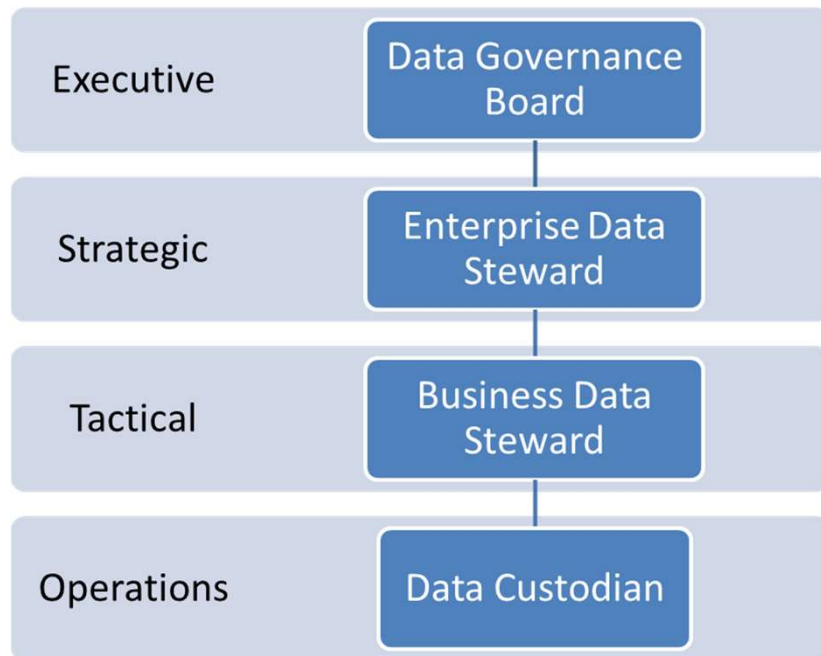 Executive
Data Governance
Board
Strategic
Enterprise Data
Steward
Tactical
Business Data
Steward
Operations
Data Custodian